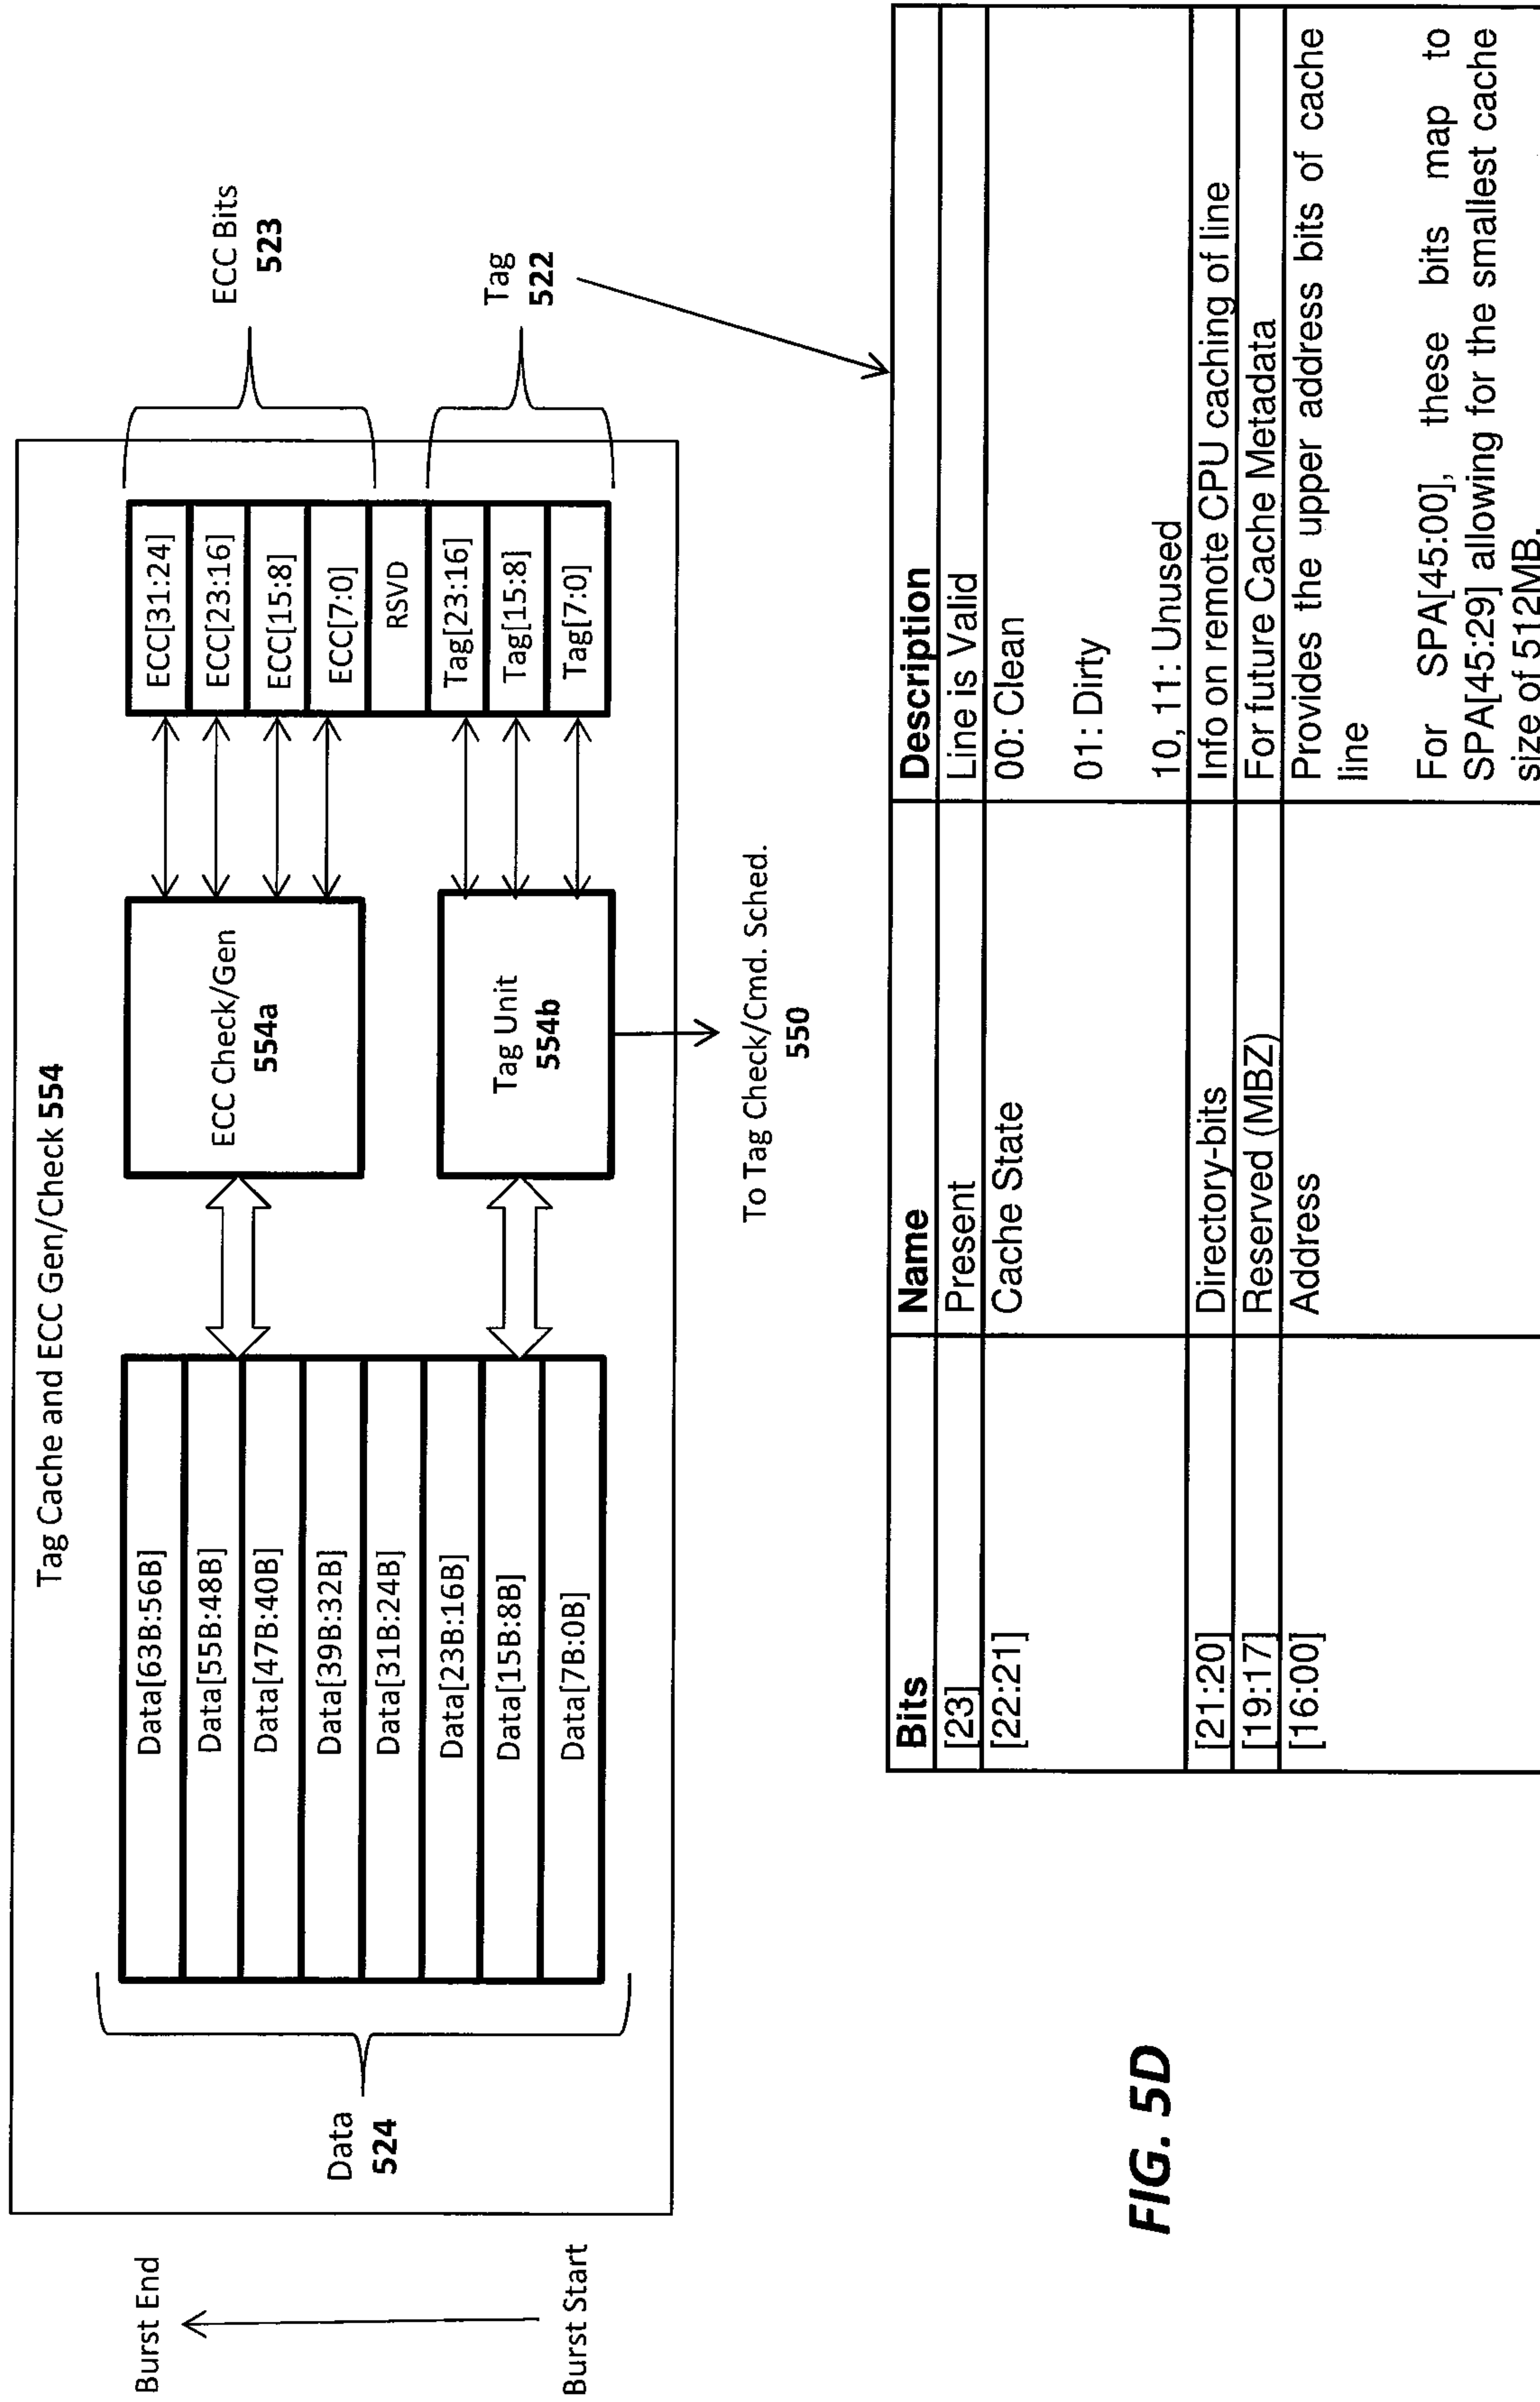 Tag Cache and ECC Gen/Check 554
Burst End
Burst Start
Data
524
Data[63B:56B]
Data[55B:48B]
Data[47B:40B]
Data[39B:32B]
Data[31B:24B]
Data[23B:16B]
Data[15B:8B]
Data[7B:0B]
ECC Check/Gen
554a
Tag Unit
554b
To Tag Check/Cmd. Sched.
550
ECC[31:24]
ECC[23:16]
ECC[15:8]
ECC[7:0]
RSVD
Tag[23:16]
Tag[15:8]
Tag[7:0]
ECC Bits
523
Tag
522
Bits Name Description
[23] Present Line is Valid
[22:21] Cache State 00: Clean
01: Dirty
10, 11: Unused
[21:20] Directory-bits Info on remote CPU caching of line
[19:17] Reserved (MBZ) For future Cache Metadata
[16:00] Address Provides the upper address bits of cache
line
For SPA[45:00], these bits map to
SPA[45:29] allowing for the smallest cache
size of 512MB.
FIG. 5D